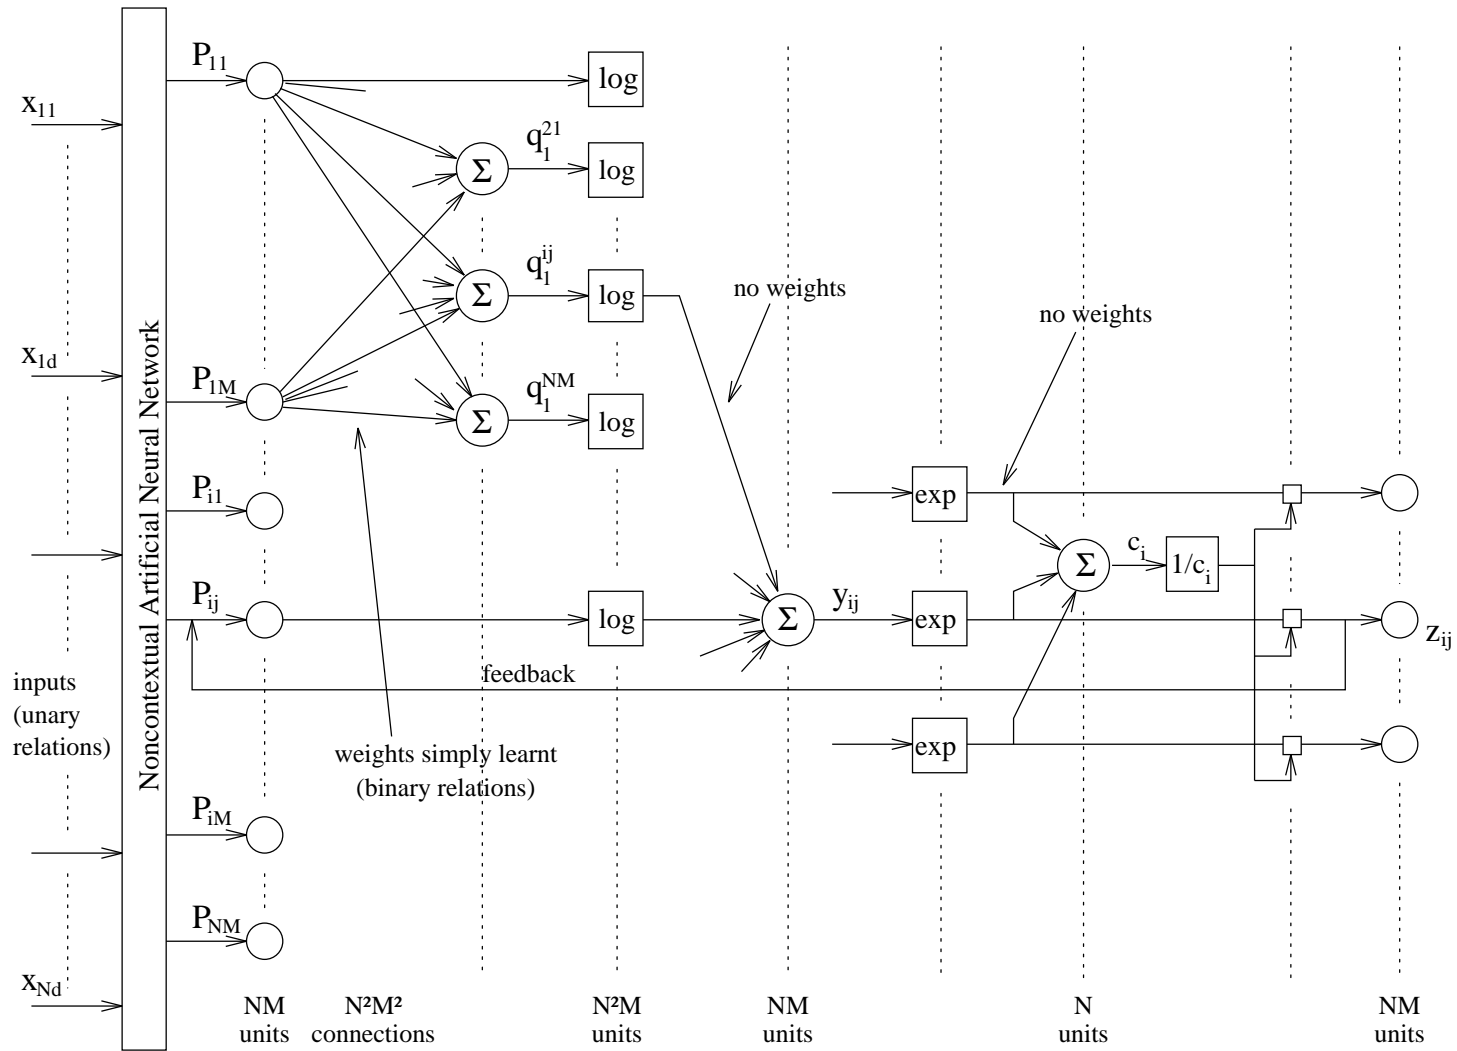 P11
log
x11
q1^21
Σ
log
q1^ij
Σ
log
no weights
no weights
x1d
P1M
q1^NM
Σ
log
Noncontextual Artificial Neural Network
Pi1
exp
Σ
ci
1/ci
Pij
log
Σ
yij
exp
zij
feedback
inputs
(unary
relations)
weights simply learnt
(binary relations)
exp
PiM
PNM
xNd
NM
units
N²M²
connections
N²M
units
NM
units
N
units
NM
units